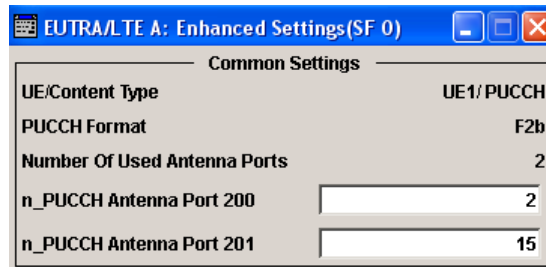 EUTRA/LTE A: Enhanced Settings(SF 0)
Common Settings
UE/Content Type UE1/ PUCCH
PUCCH Format F2b
Number Of Used Antenna Ports 2
n_PUCCH Antenna Port 200 2
n_PUCCH Antenna Port 201 15